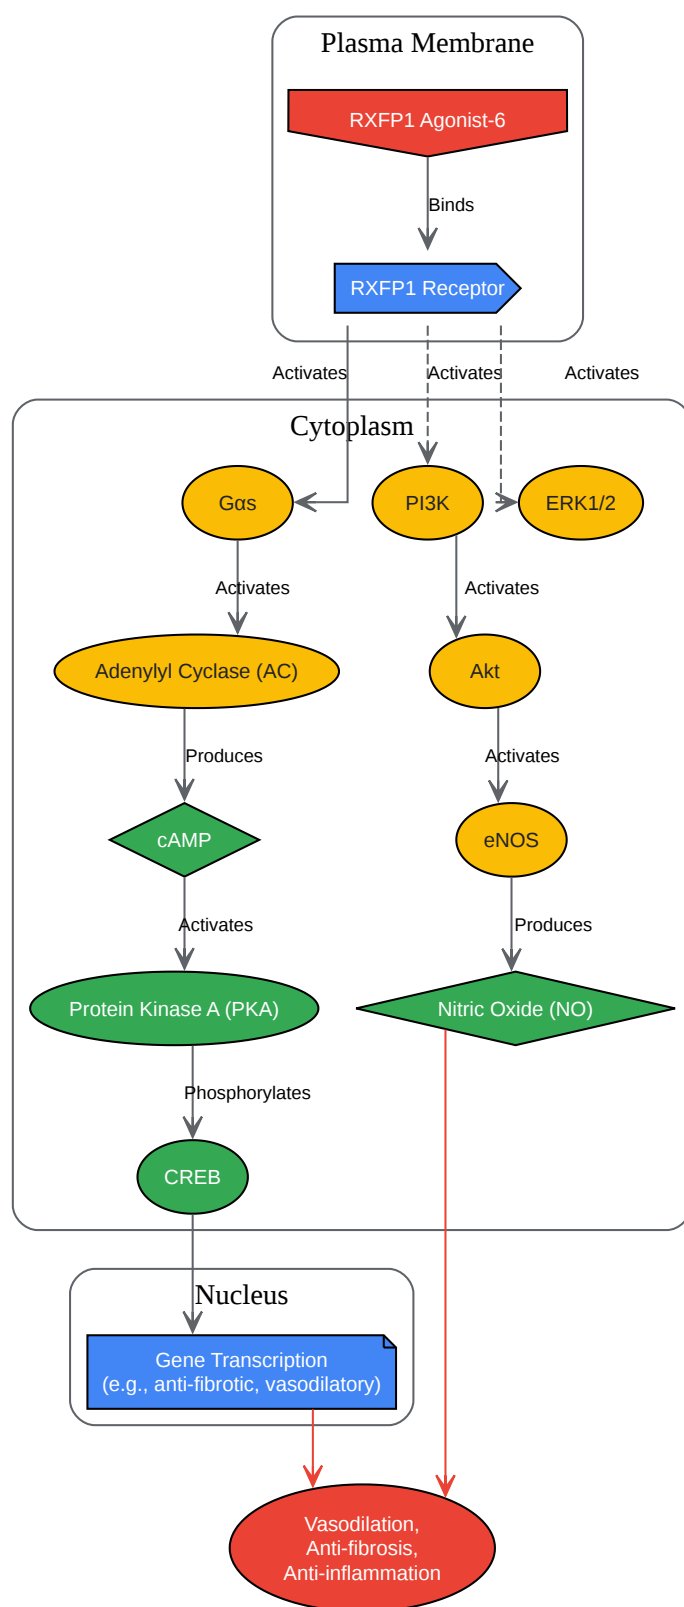 Plasma Membrane
RXFP1 Agonist-6
Binds
RXFP1 Receptor
Activates
Activates
Activates
Cytoplasm
Gαs
PI3K
ERK1/2
Activates
Activates
Adenylyl Cyclase (AC)
Akt
Produces
Activates
cAMP
eNOS
Activates
Produces
Protein Kinase A (PKA)
Nitric Oxide (NO)
Phosphorylates
CREB
Nucleus
Gene Transcription
(e.g., anti-fibrotic, vasodilatory)
Vasodilation,
Anti-fibrosis,
Anti-inflammation